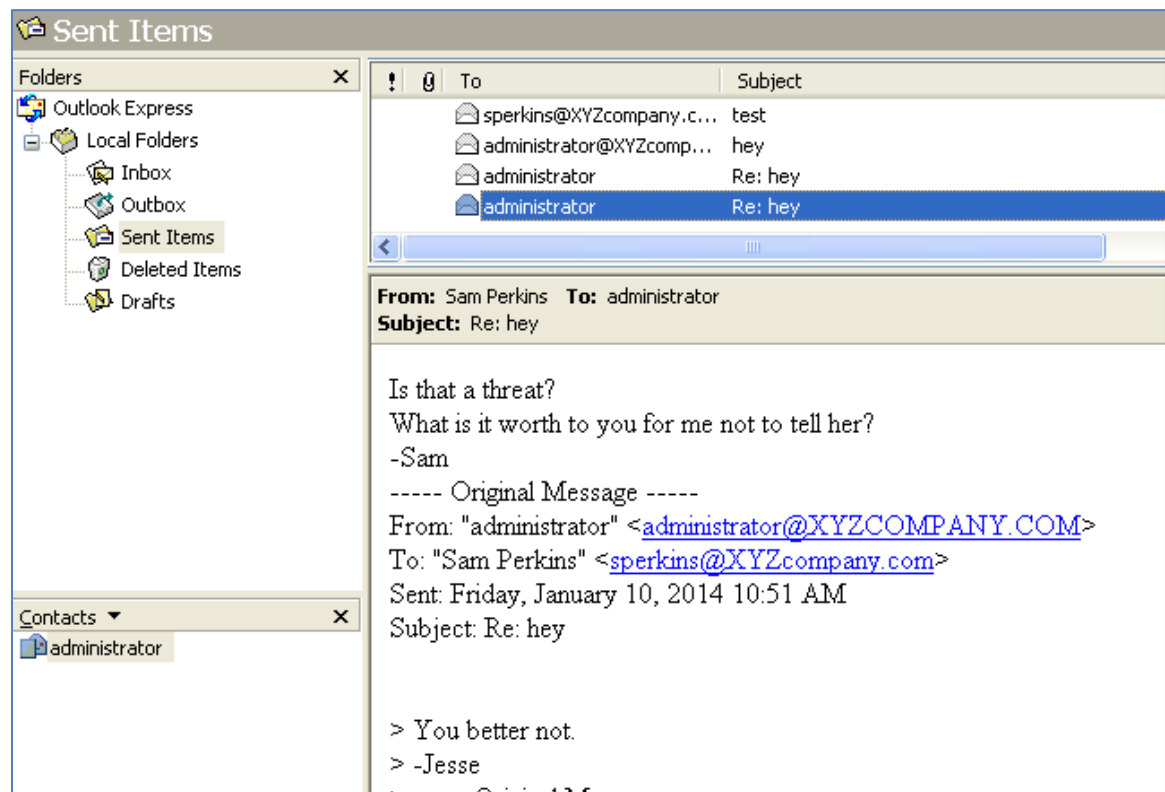 Sent Items
Folders
Outlook Express
Local Folders
Inbox
Outbox
Sent Items
Deleted Items
Drafts
Contacts
administrator
! To Subject
sperkins@XYZcompany.c... test
administrator@XYZcomp... hey
administrator Re: hey
administrator Re: hey
From: Sam Perkins To: administrator
Subject: Re: hey
Is that a threat?
What is it worth to you for me not to tell her?
-Sam
----- Original Message -----
From: "administrator" <administrator@XYZCOMPANY.COM>
To: "Sam Perkins" <sperkins@XYZcompany.com>
Sent: Friday, January 10, 2014 10:51 AM
Subject: Re: hey
> You better not.
> -Jesse